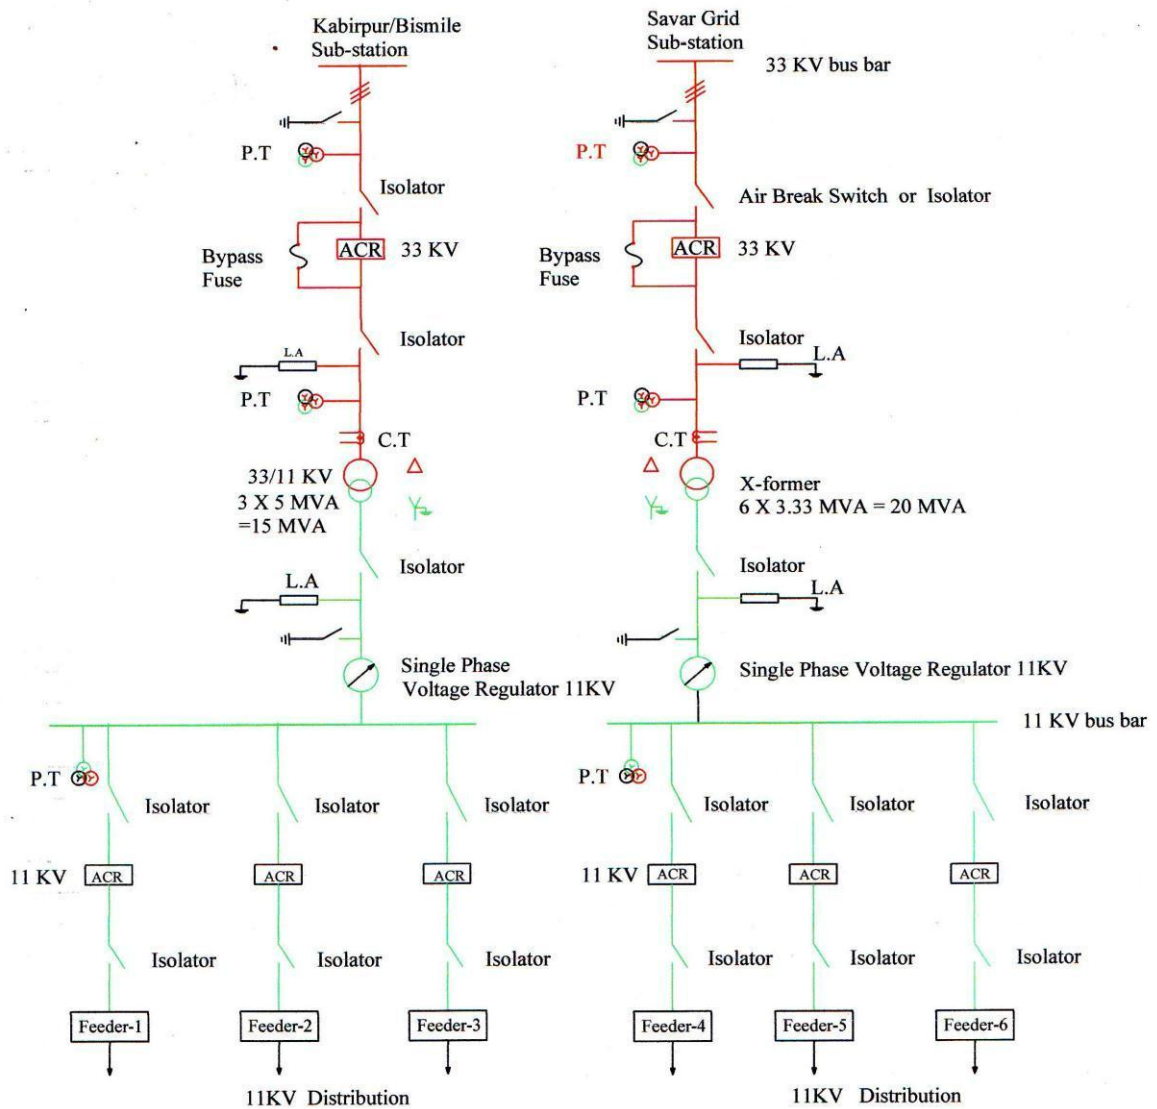 Kabirpur/Bismile
Sub-station
Savar Grid
Sub-station
33 KV bus bar
P.T
P.T
Isolator
Air Break Switch or Isolator
Bypass
Fuse
ACR
33 KV
Bypass
Fuse
ACR
33 KV
Isolator
Isolator
L.A
L.A
P.T
P.T
C.T
C.T
33/11 KV
3 X 5 MVA
=15 MVA
X-former
6 X 3.33 MVA = 20 MVA
Isolator
Isolator
L.A
L.A
Single Phase
Voltage Regulator 11KV
Single Phase Voltage Regulator 11KV
11 KV bus bar
P.T
P.T
Isolator
Isolator
Isolator
Isolator
Isolator
Isolator
11 KV
ACR
ACR
ACR
11 KV
ACR
ACR
ACR
Isolator
Isolator
Isolator
Isolator
Isolator
Isolator
Feeder-1
Feeder-2
Feeder-3
Feeder-4
Feeder-5
Feeder-6
11KV Distribution
11KV Distribution